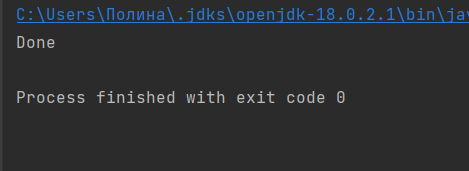 C:\Users\Полина\.jdks\openjdk-18.0.2.1\bin\jav
Done
Process finished with exit code 0